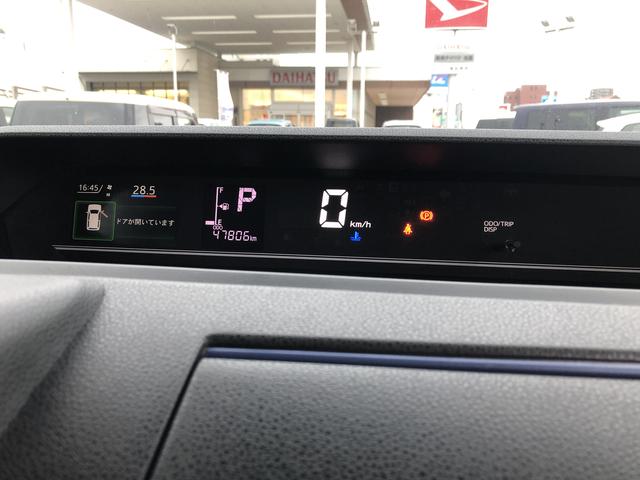 DAIHATSU
16:45/
28.5
ドアが開いています
F
E
P
ODO
47806km
0 km/h
(P)
ODO/TRIP
DISP